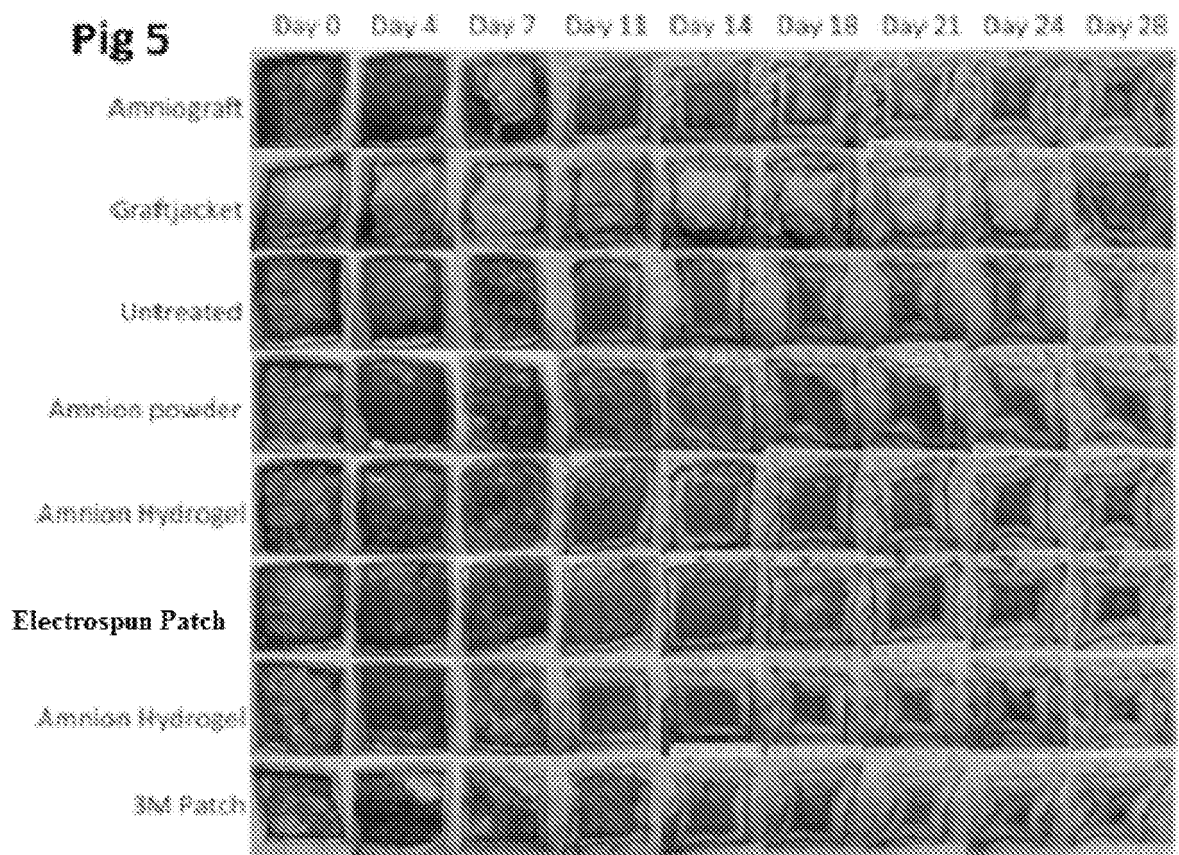 Pig 5
Day 0 Day 4 Day 7 Day 11 Day 14 Day 18 Day 21 Day 24 Day 28
Amniograft
Graftjacket
Untreated
Amnion powder
Amnion Hydrogel
Electrospun Patch
Amnion Hydrogel
3M Patch